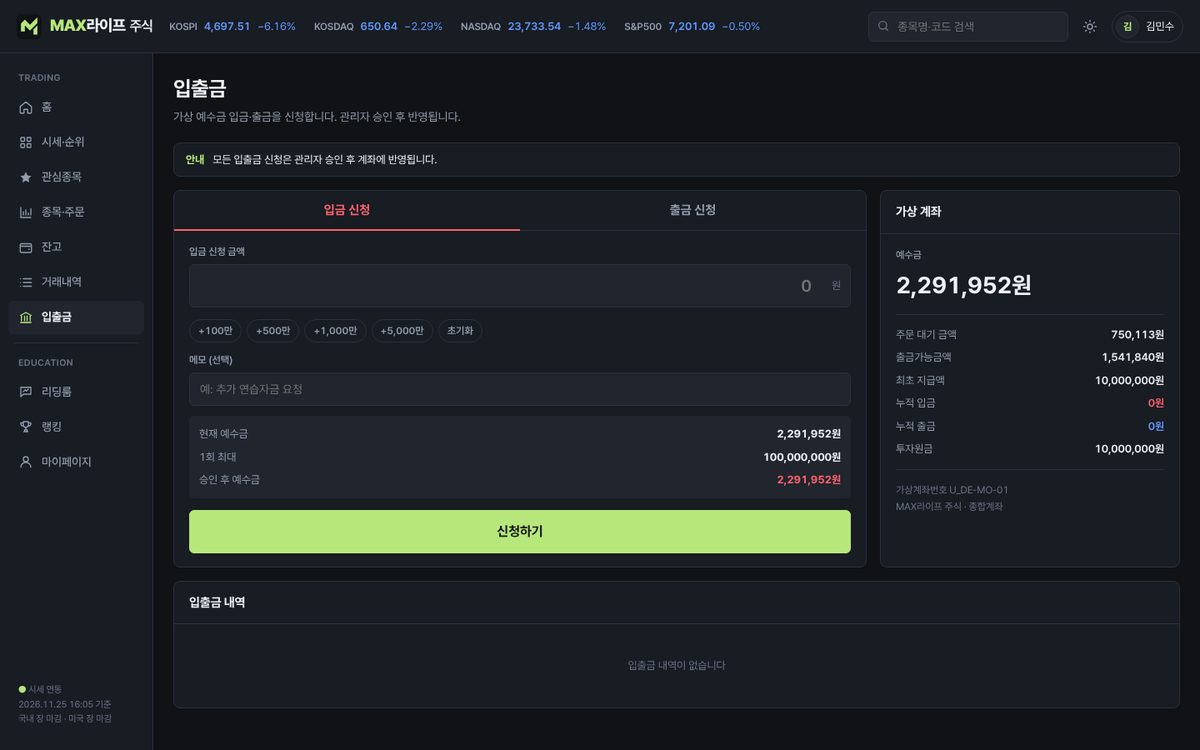 MAX라이프 주식 KOSPI 4,697.51 −6.16% KOSDAQ 650.64 −2.29% NASDAQ 23,733.54 −1.48% S&P500 7,201.09 −0.50% 종목명·코드 검색 김 김민수
TRADING
홈
시세·순위
관심종목
종목·주문
잔고
거래내역
입출금
EDUCATION
리딩룸
랭킹
마이페이지
시세 연동
2026.11.25 16:05 기준
국내 장 마감 · 미국 장 마감
입출금
가상 예수금 입금·출금을 신청합니다. 관리자 승인 후 반영됩니다.
안내 모든 입출금 신청은 관리자 승인 후 계좌에 반영됩니다.
입금 신청 출금 신청
입금 신청 금액
0 원
+100만 +500만 +1,000만 +5,000만 초기화
메모 (선택)
예: 추가 연습자금 요청
현재 예수금 2,291,952원
1회 최대 100,000,000원
승인 후 예수금 2,291,952원
신청하기
가상 계좌
예수금
2,291,952원
주문 대기 금액 750,113원
출금가능금액 1,541,840원
최초 지급액 10,000,000원
누적 입금 0원
누적 출금 0원
투자원금 10,000,000원
가상계좌번호 U_DE-MO-01
MAX라이프 주식 · 종합계좌
입출금 내역
입출금 내역이 없습니다